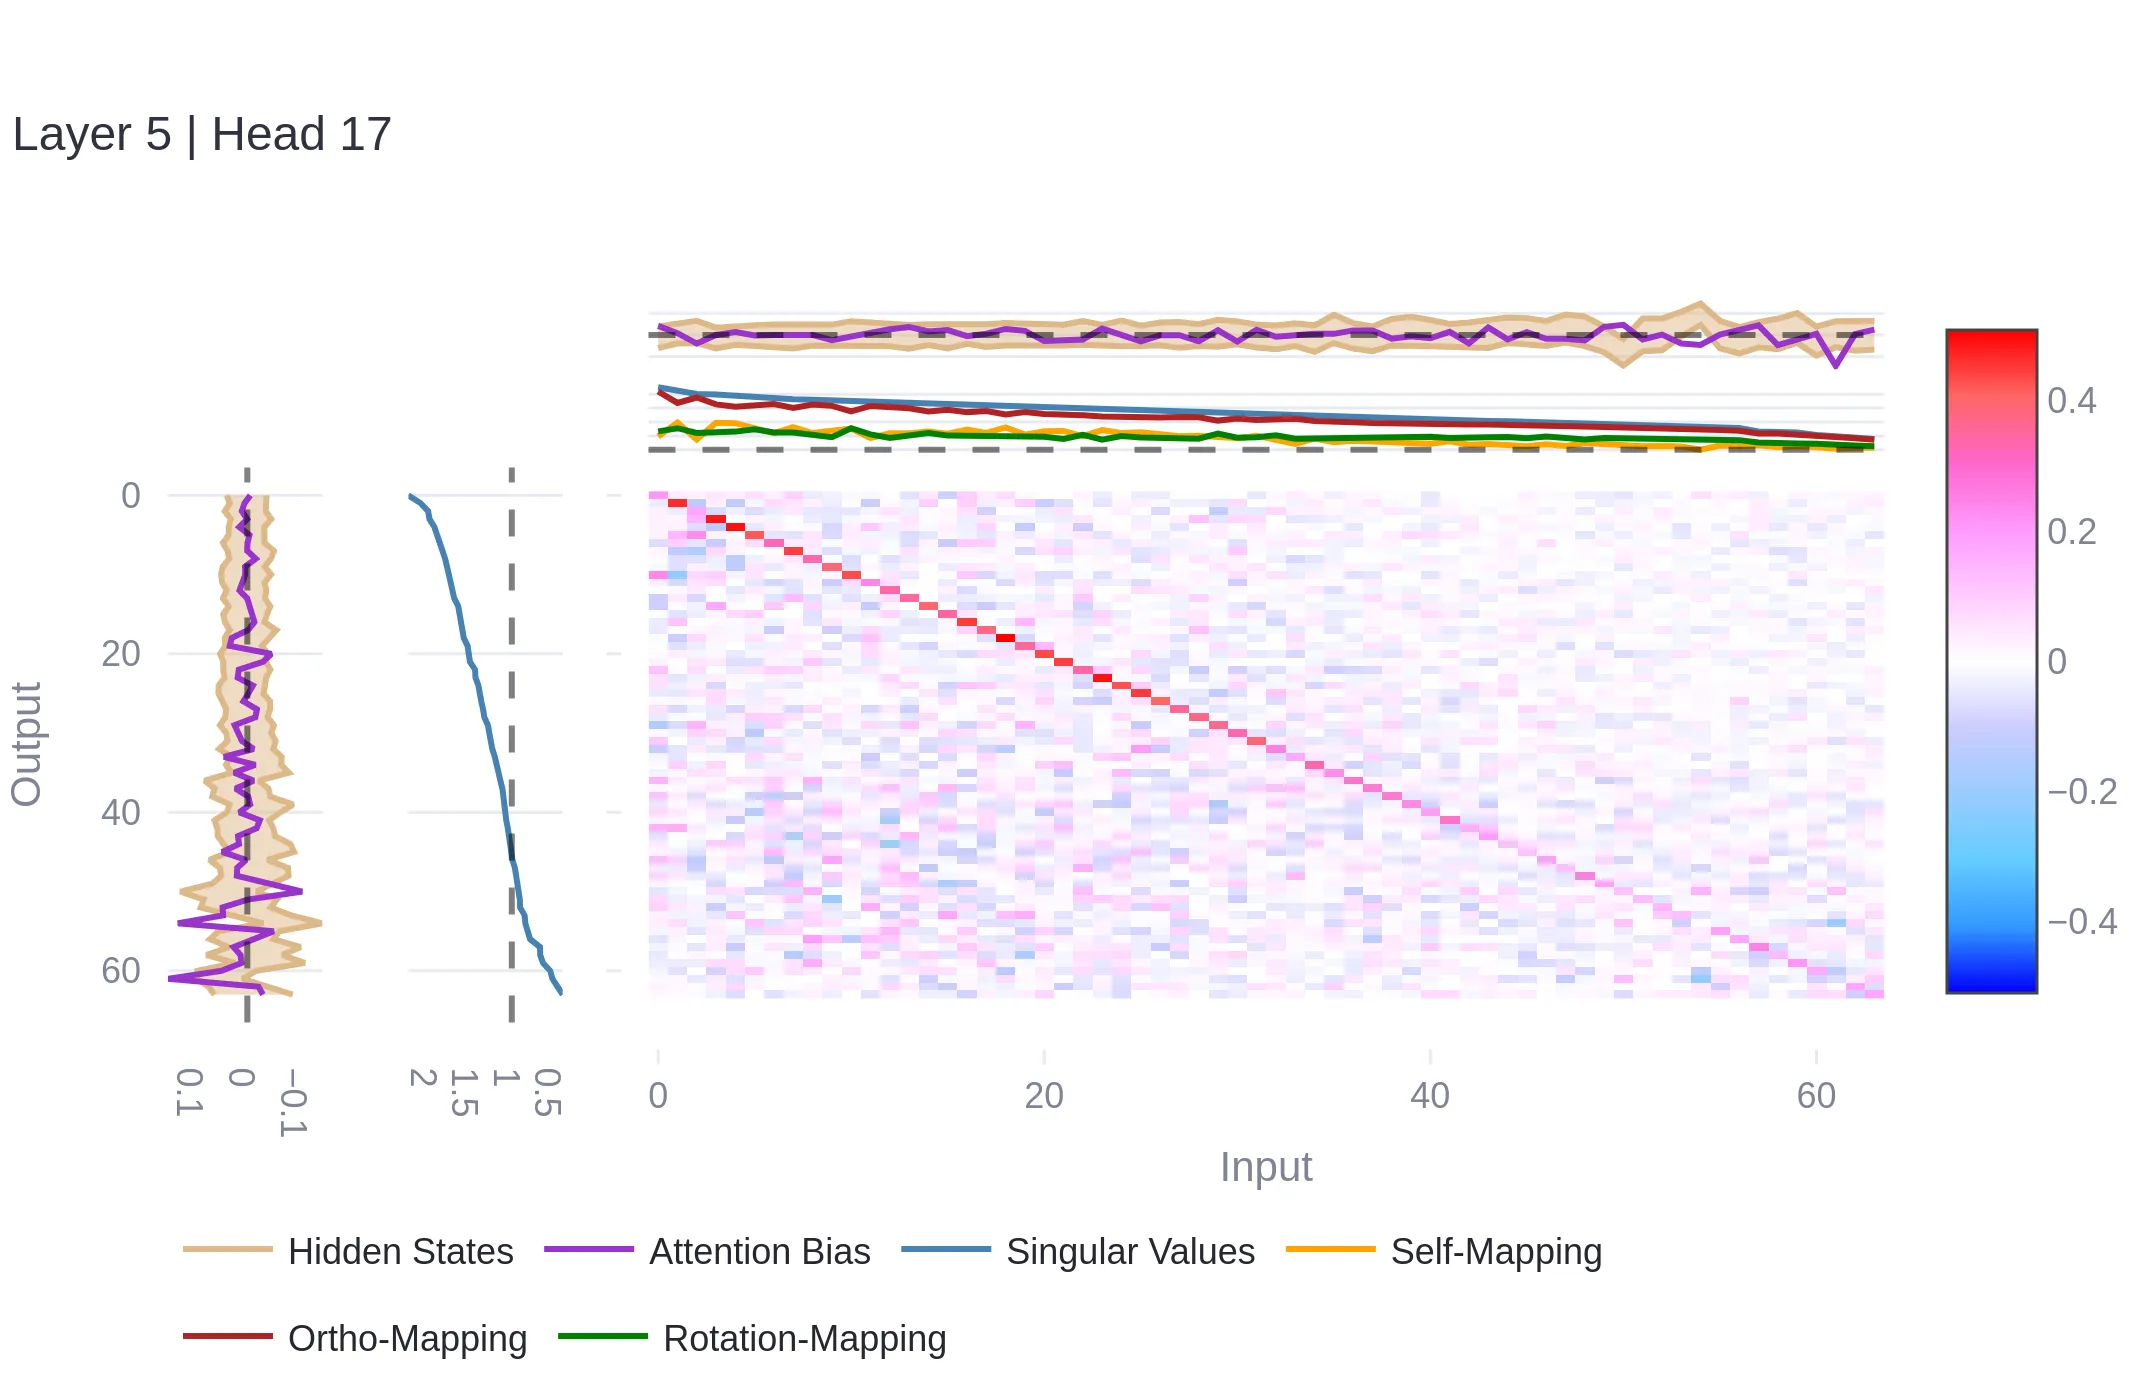 Layer 5 | Head 17
0
20
40
60
Output
0.1
0
−0.1
2
1.5
1
0.5
0
20
40
60
Input
0.4
0.2
0
−0.2
−0.4
Hidden States
Attention Bias
Singular Values
Self-Mapping
Ortho-Mapping
Rotation-Mapping